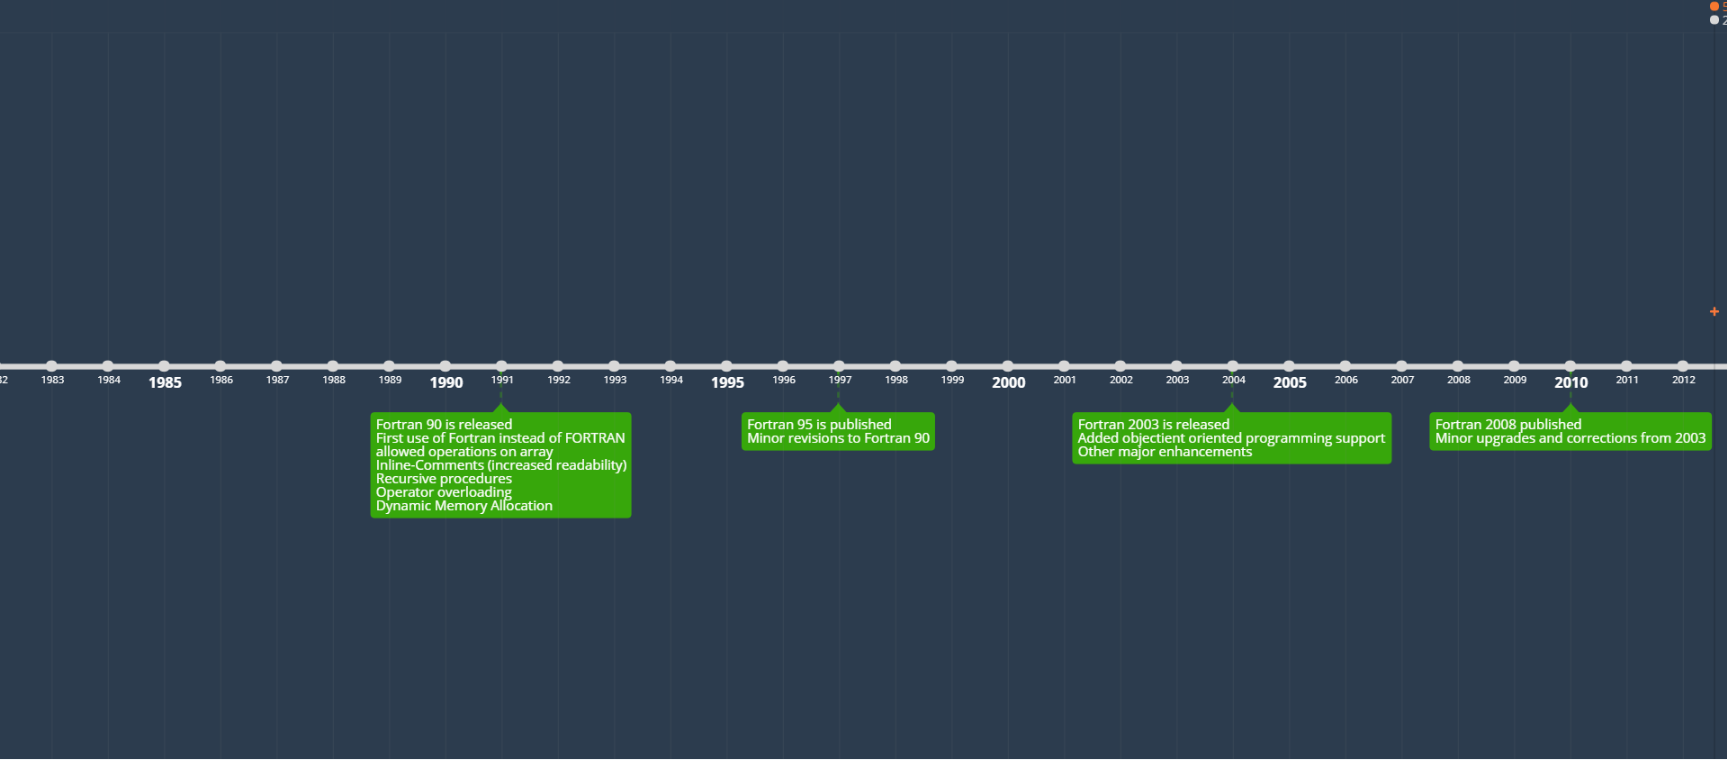 5
2
32 1983 1984 1985 1986 1987 1988 1989 1990 1991 1992 1993 1994 1995 1996 1997 1998 1999 2000 2001 2002 2003 2004 2005 2006 2007 2008 2009 2010 2011 2012
Fortran 90 is released
First use of Fortran instead of FORTRAN
allowed operations on array
Inline-Comments (increased readability)
Recursive procedures
Operator overloading
Dynamic Memory Allocation
Fortran 95 is published
Minor revisions to Fortran 90
Fortran 2003 is released
Added objectient oriented programming support
Other major enhancements
Fortran 2008 published
Minor upgrades and corrections from 2003